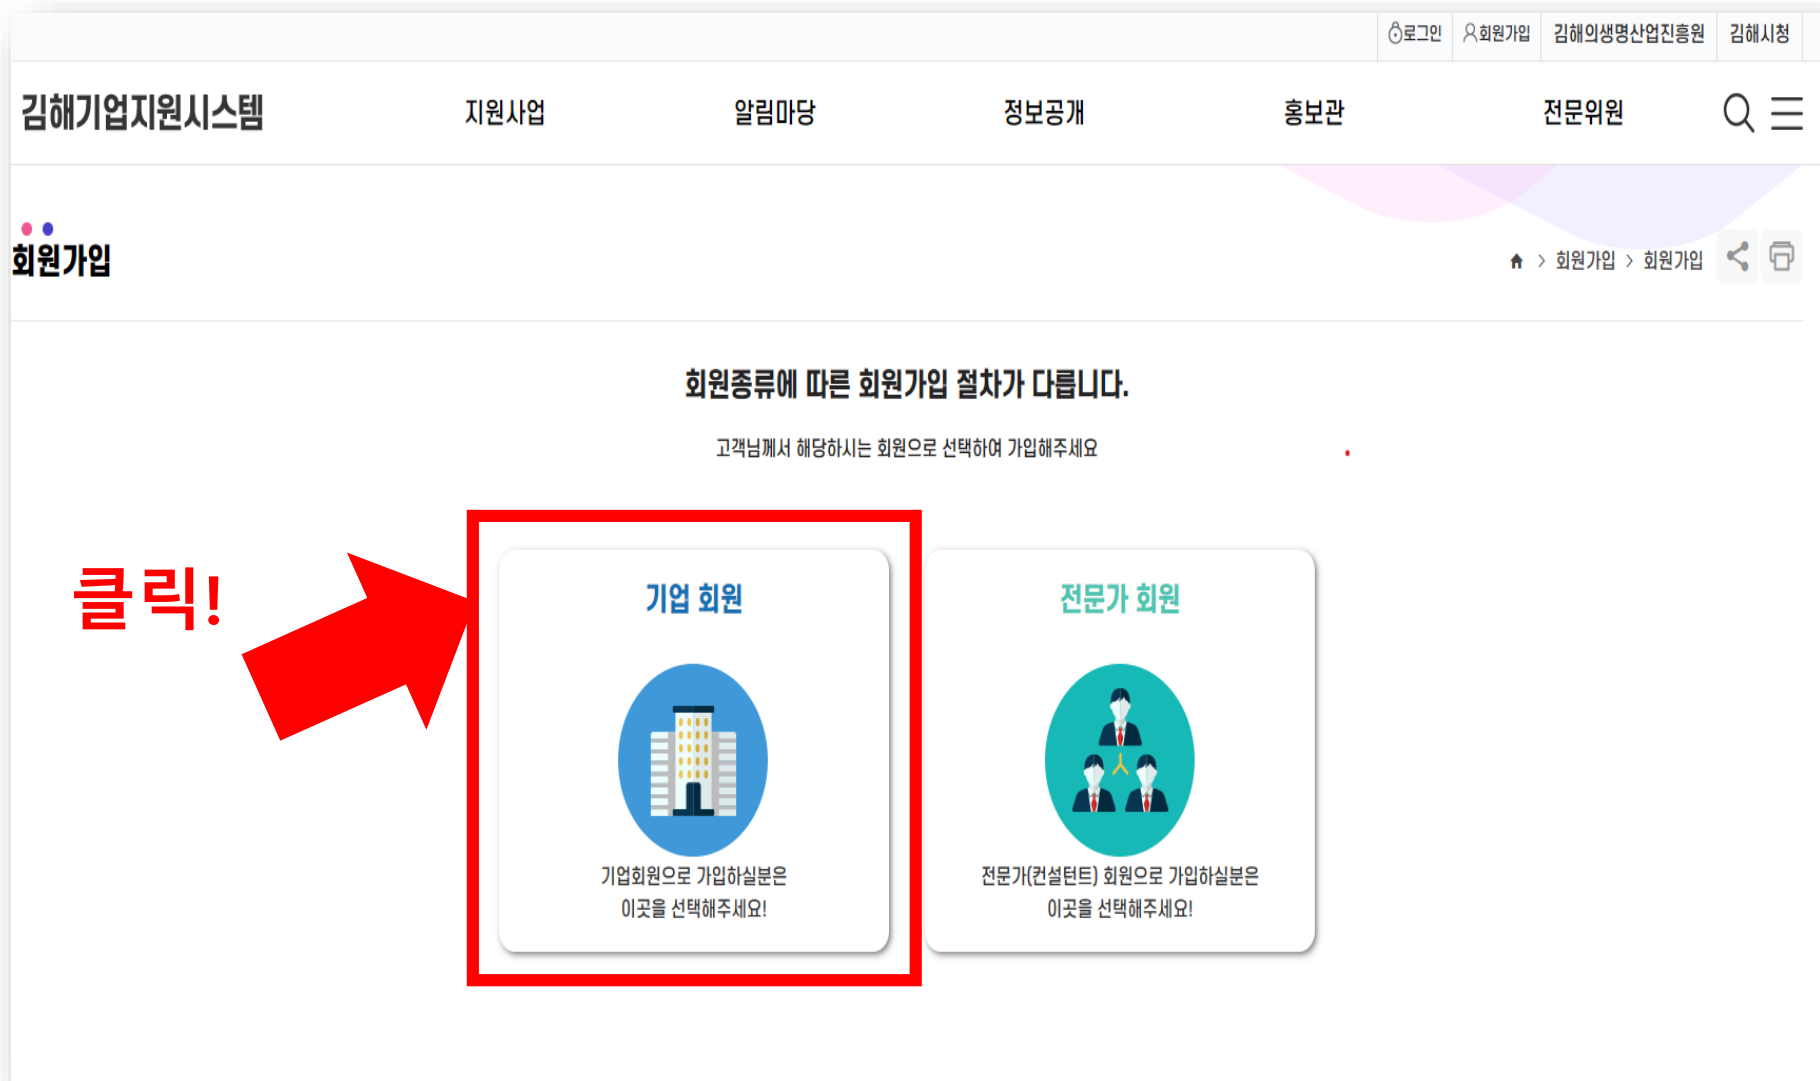 로그인 회원가입 김해의생명산업진흥원 김해시청
김해기업지원시스템 지원사업 알림마당 정보공개 홍보관 전문위원
회원가입
> 회원가입 > 회원가입
회원종류에 따른 회원가입 절차가 다릅니다.
고객님께서 해당하시는 회원으로 선택하여 가입해주세요
클릭!
기업 회원
기업회원으로 가입하실분은
이곳을 선택해주세요!
전문가 회원
전문가(컨설턴트) 회원으로 가입하실분은
이곳을 선택해주세요!